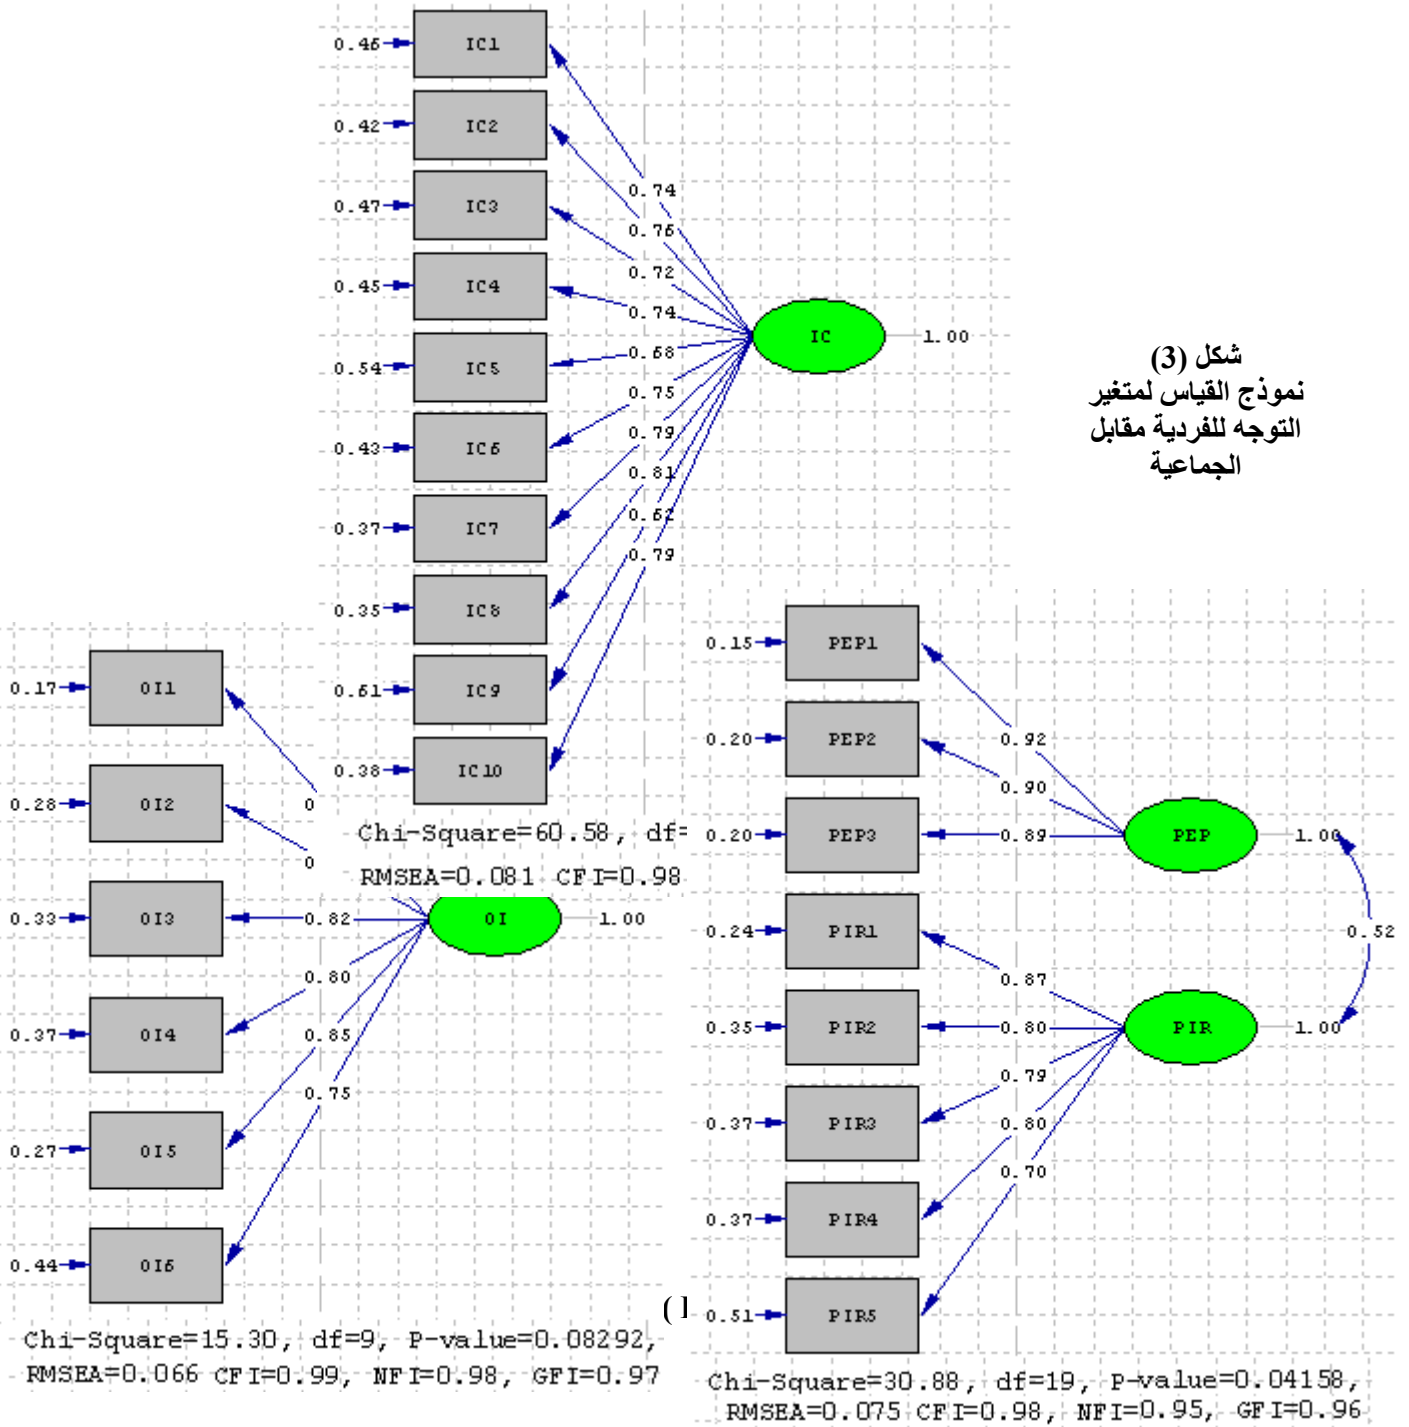 0.46
IC1
0.42
IC2
0.47
IC3
0.45
IC4
0.54
IC5
0.43
IC6
0.37
IC7
0.35
IC8
0.61
IC9
0.38
IC10
0.74
0.76
0.72
0.74
0.68
0.75
0.79
0.81
0.62
0.79
IC
1.00
Chi-Square=60.58, df=
RMSEA=0.081 CFI=0.98
شكل (3)
نموذج القياس لمتغير
التوجه للفردية مقابل
الجماعية
0.17
OI1
0.28
OI2
0.33
OI3
0.37
OI4
0.27
OI5
0.44
OI6
0
0
0.82
0.80
0.85
0.75
OI
1.00
Chi-Square=15.30, df=9, P-value=0.08292,
RMSEA=0.066 CFI=0.99, NFI=0.98, GFI=0.97
0.15
PEP1
0.20
PEP2
0.20
PEP3
0.24
PIR1
0.35
PIR2
0.37
PIR3
0.37
PIR4
0.51
PIR5
0.92
0.90
0.89
0.87
0.80
0.79
0.80
0.70
PEP
1.00
PIR
1.00
0.52
Chi-Square=30.88, df=19, P-value=0.04158,
RMSEA=0.075 CFI=0.98, NFI=0.95, GFI=0.96